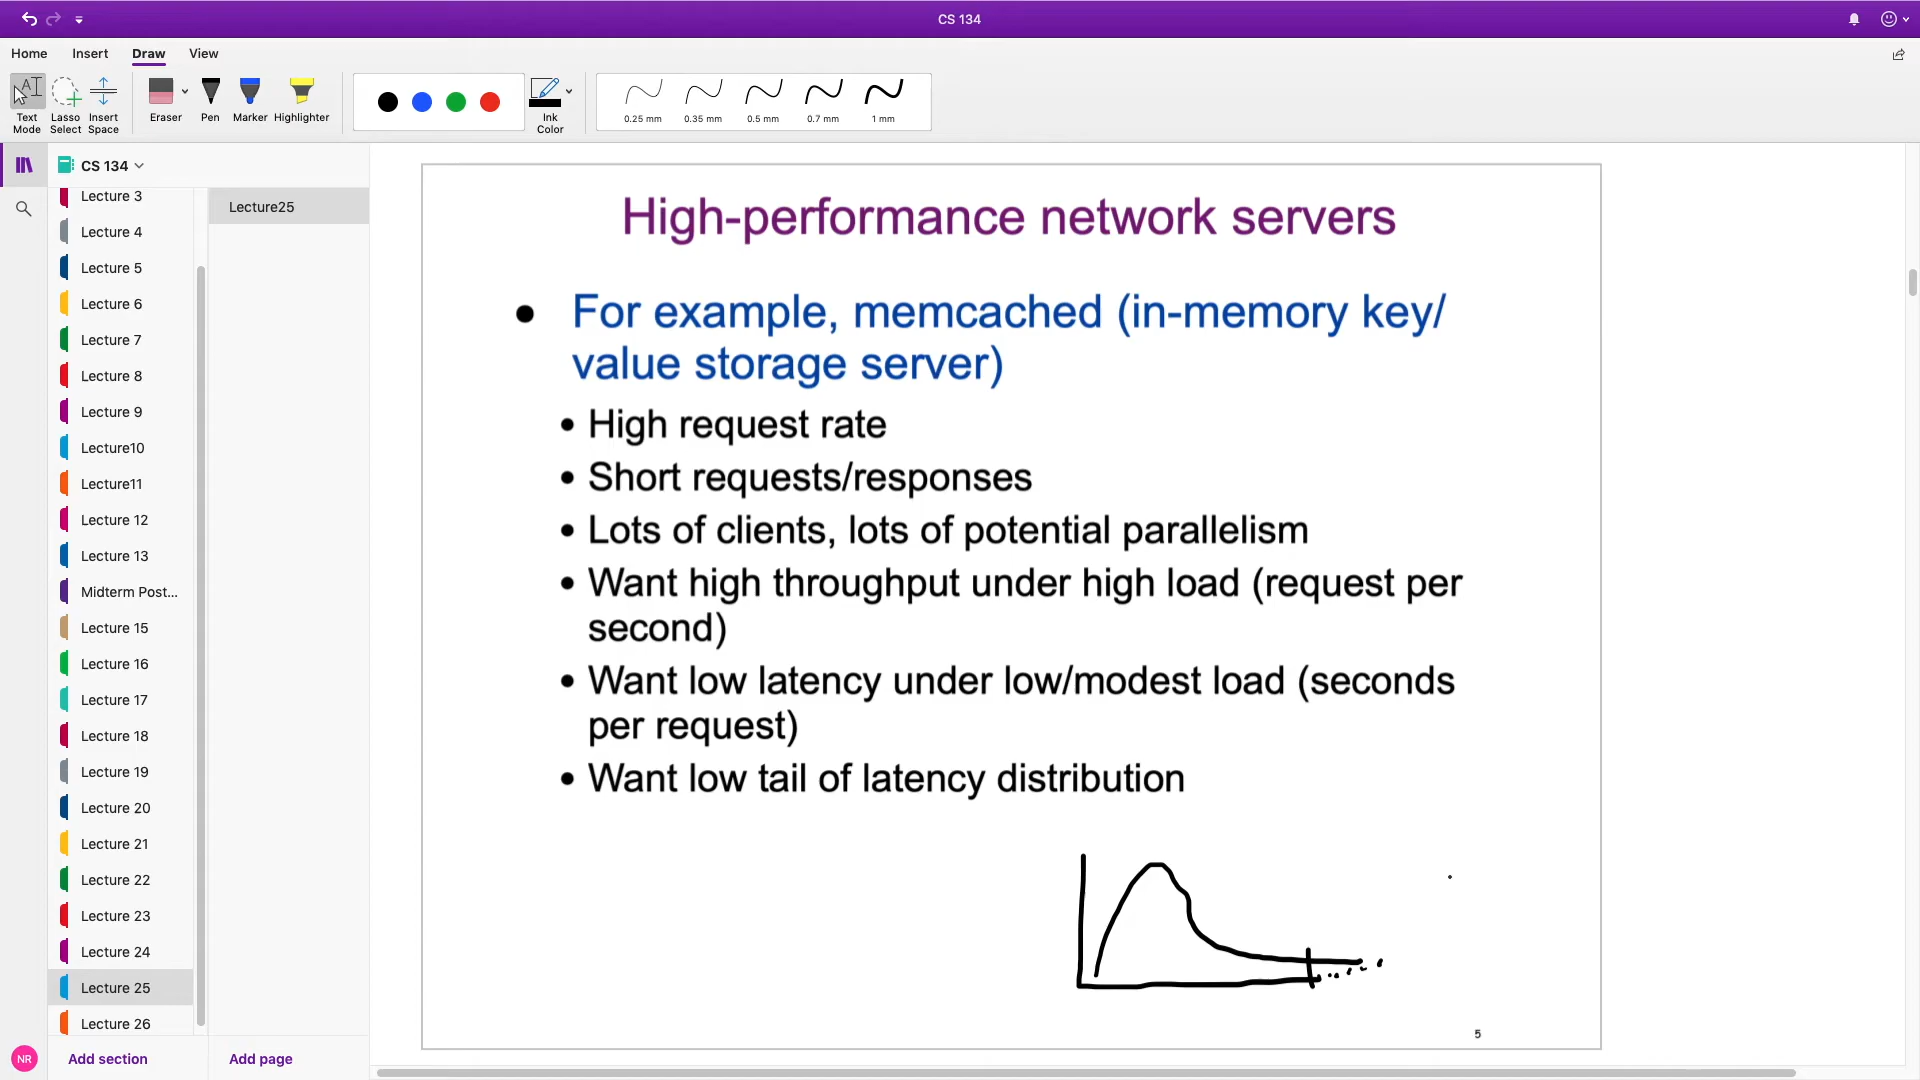 CS 134
Home Insert Draw View
Text Mode
Lasso Select
Insert Space
Eraser
Pen
Marker
Highlighter
Ink Color
0.25 mm
0.35 mm
0.5 mm
0.7 mm
1 mm
CS 134
Lecture 3
Lecture 4
Lecture 5
Lecture 6
Lecture 7
Lecture 8
Lecture 9
Lecture10
Lecture11
Lecture 12
Lecture 13
Midterm Post...
Lecture 15
Lecture 16
Lecture 17
Lecture 18
Lecture 19
Lecture 20
Lecture 21
Lecture 22
Lecture 23
Lecture 24
Lecture 25
Lecture 26
NR
Add section
Lecture25
Add page
High-performance network servers
• For example, memcached (in-memory key/
value storage server)
• High request rate
• Short requests/responses
• Lots of clients, lots of potential parallelism
• Want high throughput under high load (request per
second)
• Want low latency under low/modest load (seconds
per request)
• Want low tail of latency distribution
5